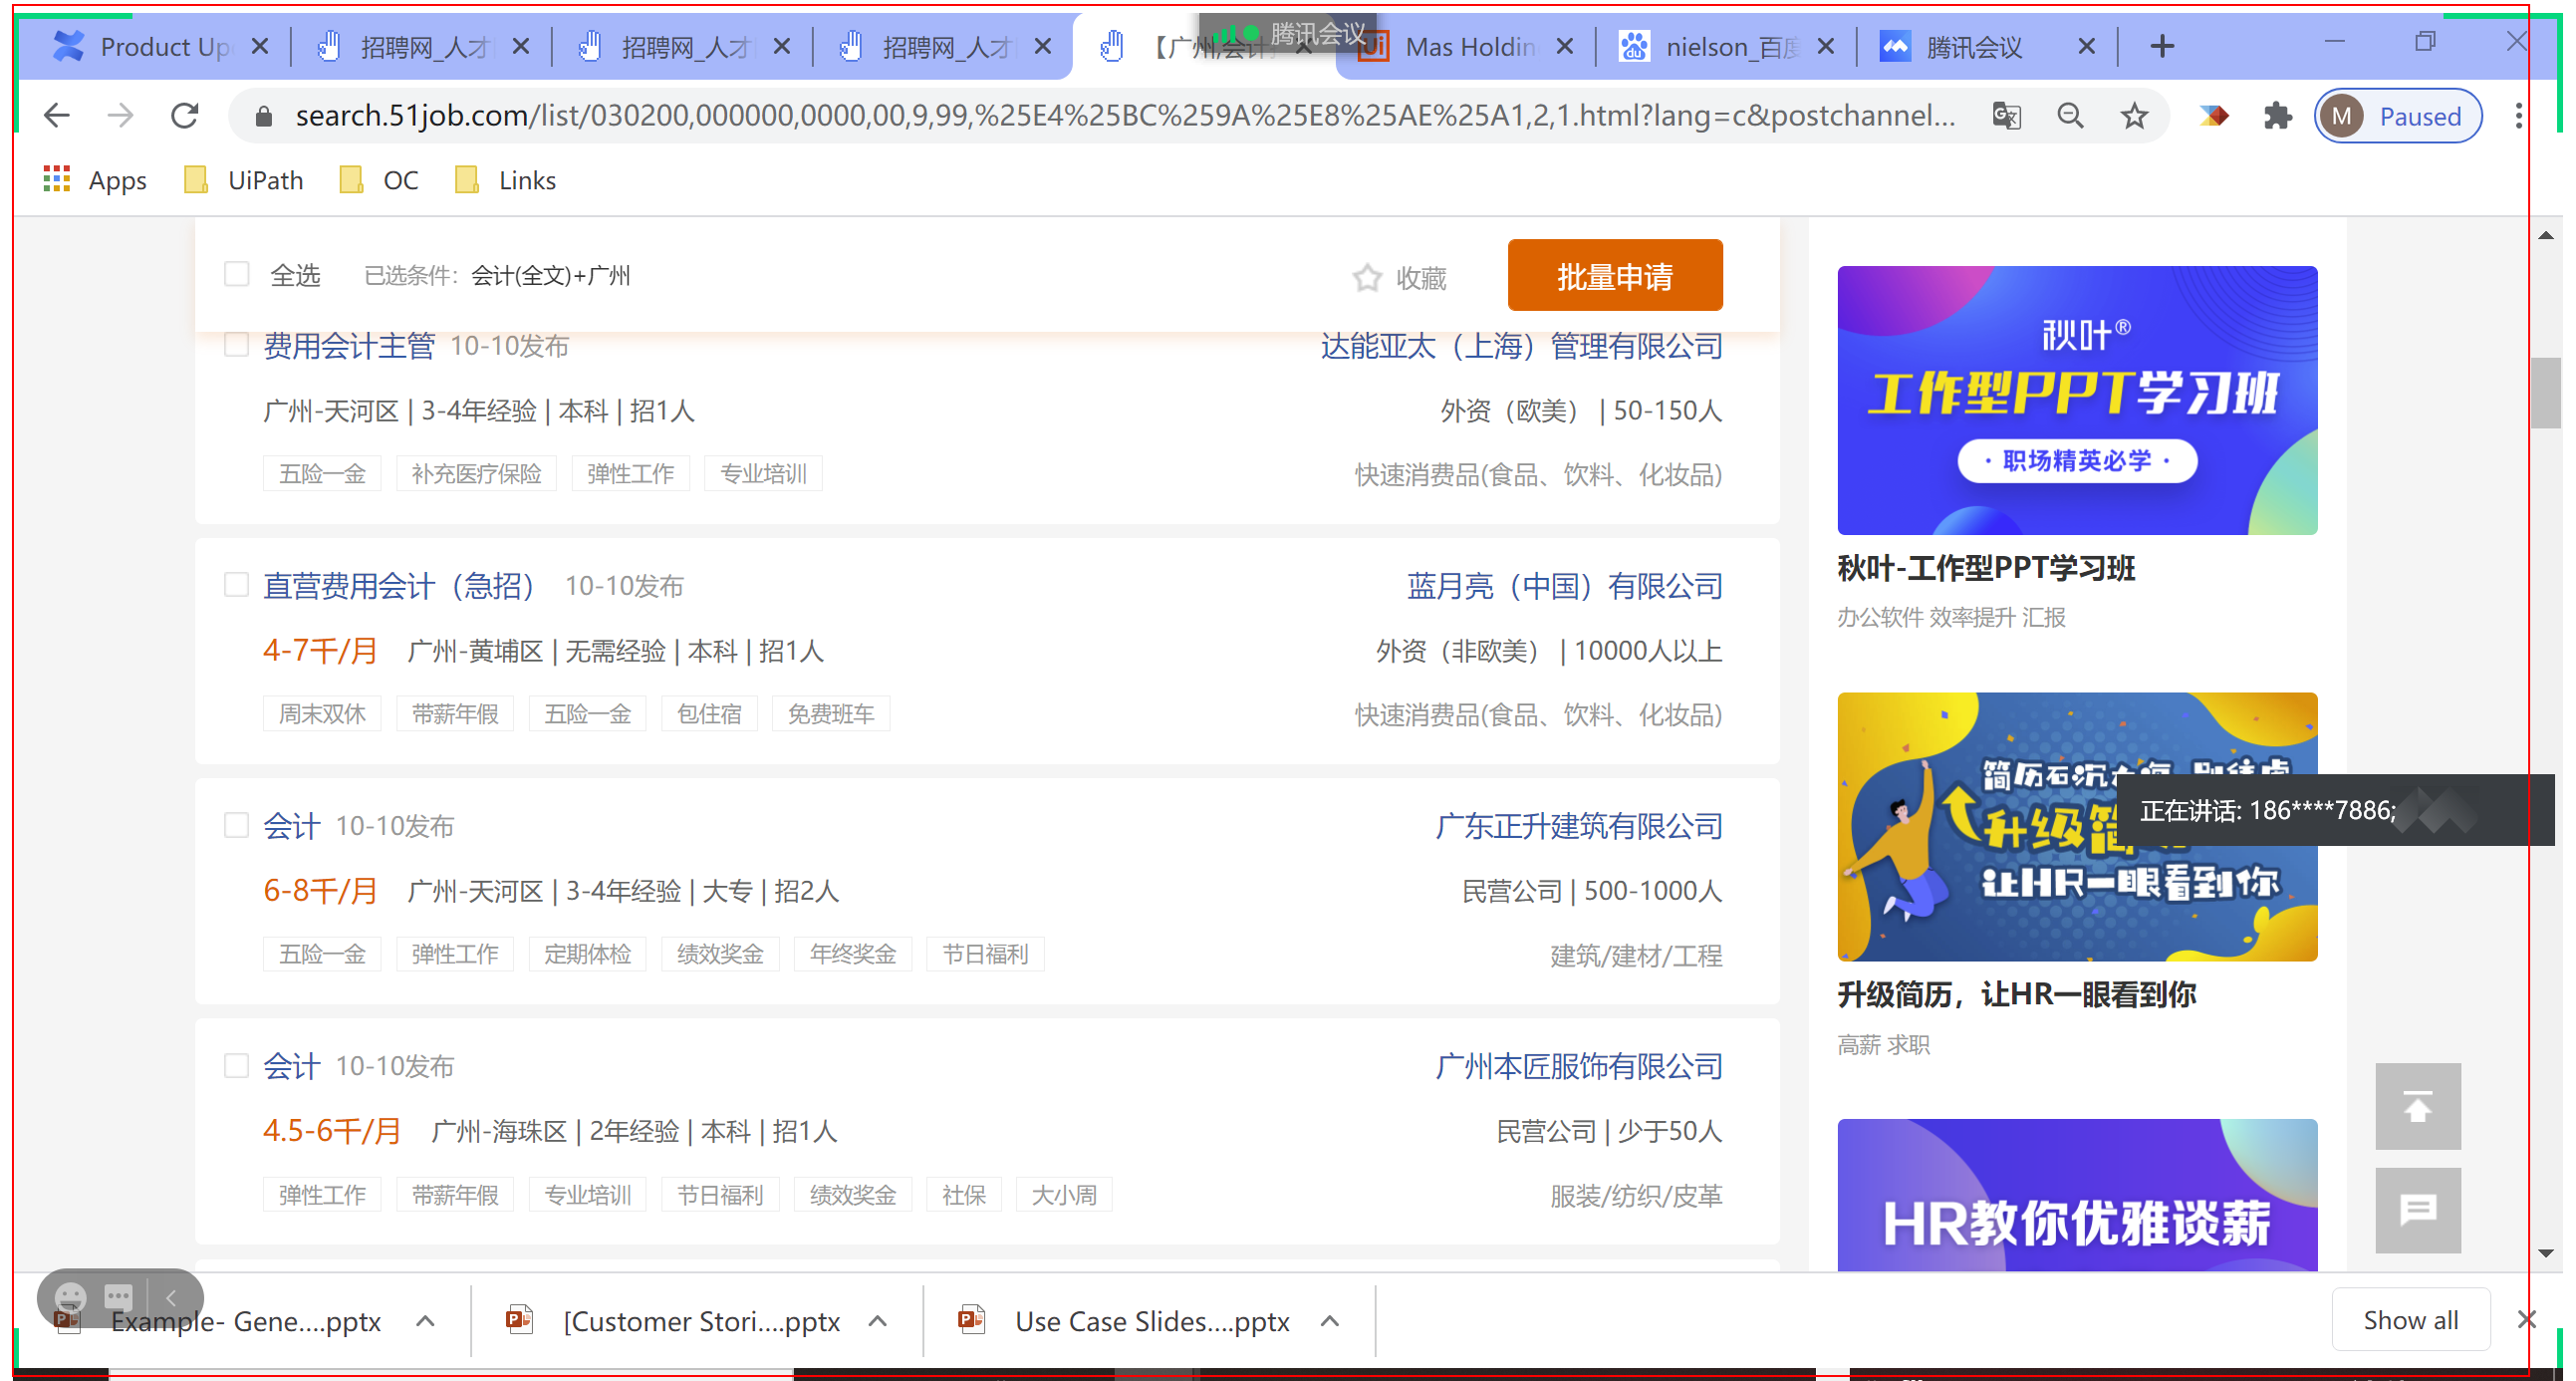 Product Up
招聘网_人才
招聘网_人才
招聘网_人才
【广州,会计
腾讯会议
Mas Holdin
nielson_百度
腾讯会议
search.51job.com/list/030200,000000,0000,00,9,99,%25E4%25BC%259A%25E8%25AE%25A1,2,1.html?lang=c&postchannel...
M
Paused
Apps
UiPath
OC
Links
全选
已选条件：会计(全文)+广州
收藏
批量申请
费用会计主管 10-10发布
达能亚太（上海）管理有限公司
广州-天河区 | 3-4年经验 | 本科 | 招1人
外资（欧美） | 50-150人
五险一金 补充医疗保险 弹性工作 专业培训
快速消费品(食品、饮料、化妆品)
直营费用会计（急招） 10-10发布
蓝月亮（中国）有限公司
4-7千/月 广州-黄埔区 | 无需经验 | 本科 | 招1人
外资（非欧美） | 10000人以上
周末双休 带薪年假 五险一金 包住宿 免费班车
快速消费品(食品、饮料、化妆品)
会计 10-10发布
广东正升建筑有限公司
6-8千/月 广州-天河区 | 3-4年经验 | 大专 | 招2人
民营公司 | 500-1000人
五险一金 弹性工作 定期体检 绩效奖金 年终奖金 节日福利
建筑/建材/工程
会计 10-10发布
广州本匠服饰有限公司
4.5-6千/月 广州-海珠区 | 2年经验 | 本科 | 招1人
民营公司 | 少于50人
弹性工作 带薪年假 专业培训 节日福利 绩效奖金 社保 大小周
服装/纺织/皮革
秋叶®
工作型PPT学习班
· 职场精英必学 ·
秋叶-工作型PPT学习班
办公软件 效率提升 汇报
简历石沉大海 别焦虑
升级简
正在讲话: 186****7886;
让HR一眼看到你
升级简历，让HR一眼看到你
高薪 求职
HR教你优雅谈薪
Example- Gene....pptx
[Customer Stori....pptx
Use Case Slides....pptx
Show all